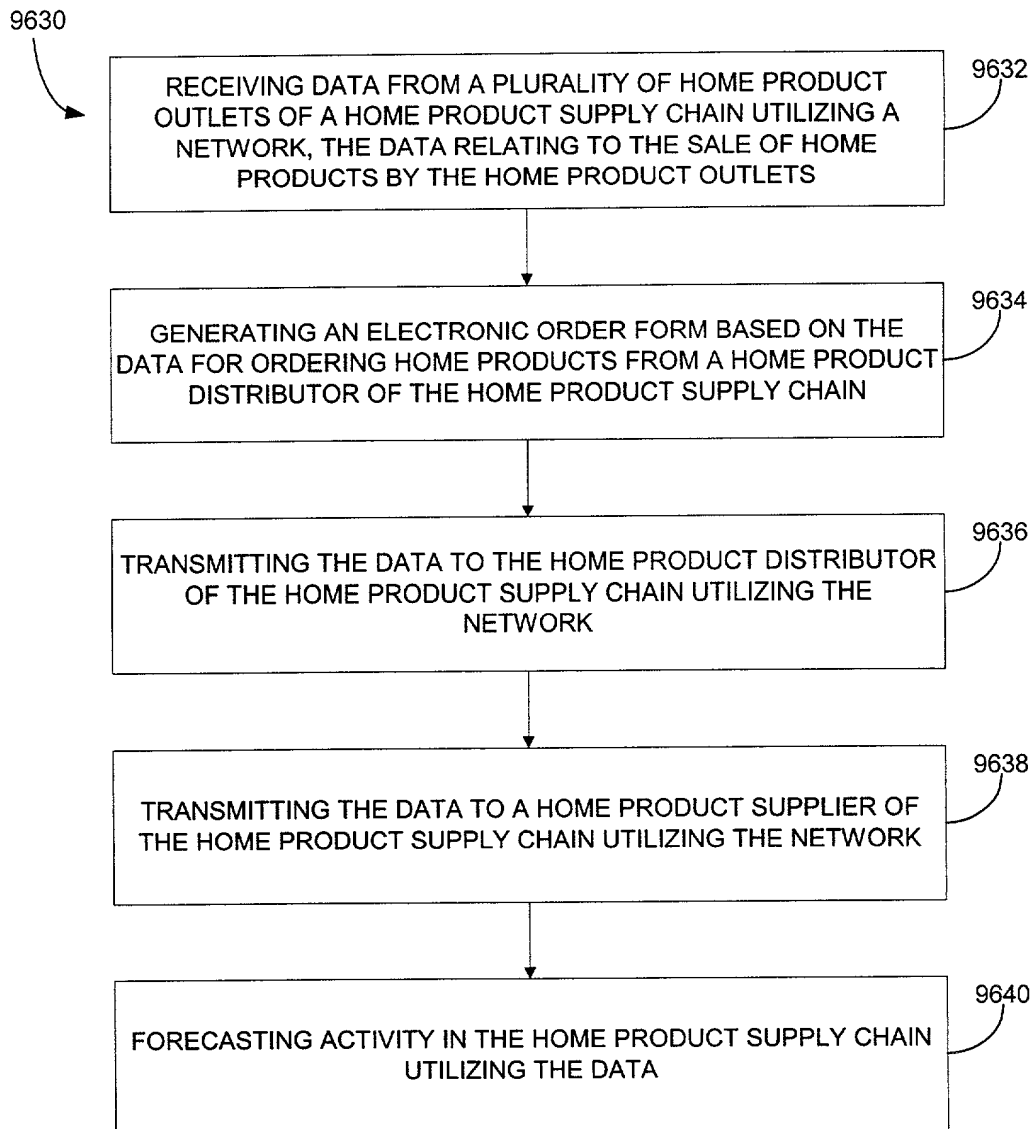 9630
9632
RECEIVING DATA FROM A PLURALITY OF HOME PRODUCT
OUTLETS OF A HOME PRODUCT SUPPLY CHAIN UTILIZING A
NETWORK, THE DATA RELATING TO THE SALE OF HOME
PRODUCTS BY THE HOME PRODUCT OUTLETS
9634
GENERATING AN ELECTRONIC ORDER FORM BASED ON THE
DATA FOR ORDERING HOME PRODUCTS FROM A HOME PRODUCT
DISTRIBUTOR OF THE HOME PRODUCT SUPPLY CHAIN
9636
TRANSMITTING THE DATA TO THE HOME PRODUCT DISTRIBUTOR
OF THE HOME PRODUCT SUPPLY CHAIN UTILIZING THE
NETWORK
9638
TRANSMITTING THE DATA TO A HOME PRODUCT SUPPLIER OF
THE HOME PRODUCT SUPPLY CHAIN UTILIZING THE NETWORK
9640
FORECASTING ACTIVITY IN THE HOME PRODUCT SUPPLY CHAIN
UTILIZING THE DATA